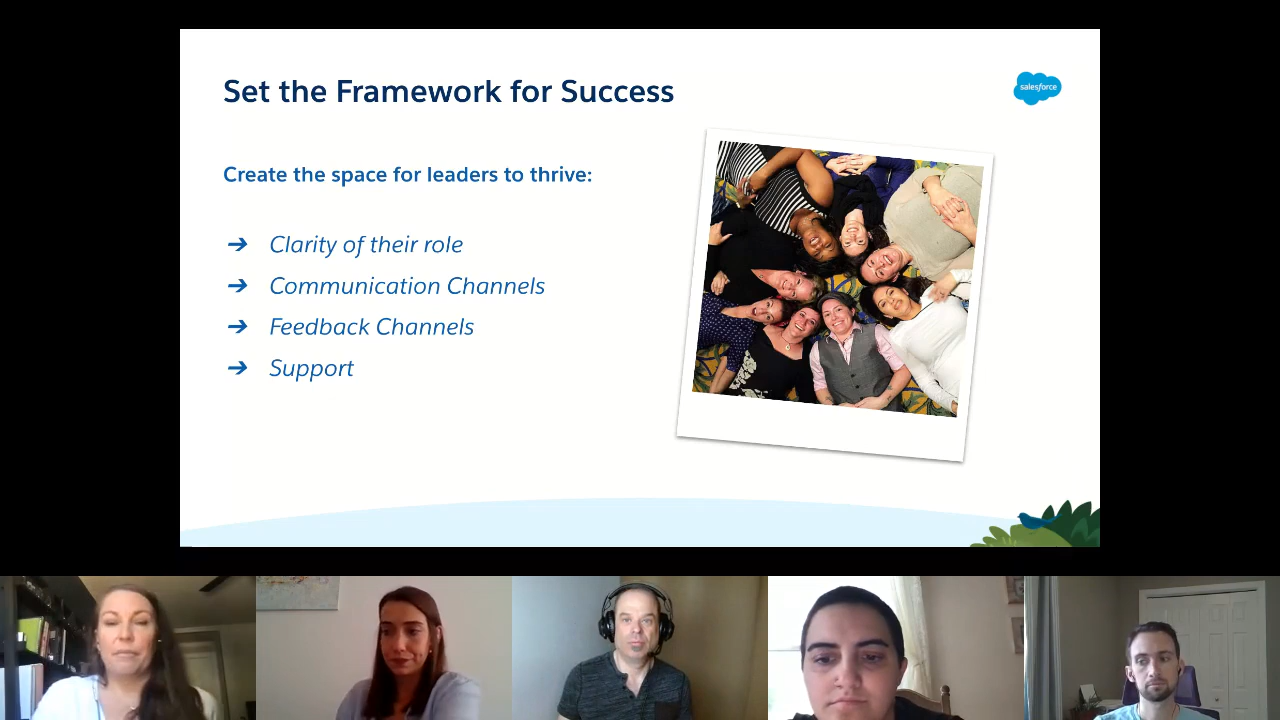 Set the Framework for Success
salesforce
Create the space for leaders to thrive:
➔ Clarity of their role
➔ Communication Channels
➔ Feedback Channels
➔ Support